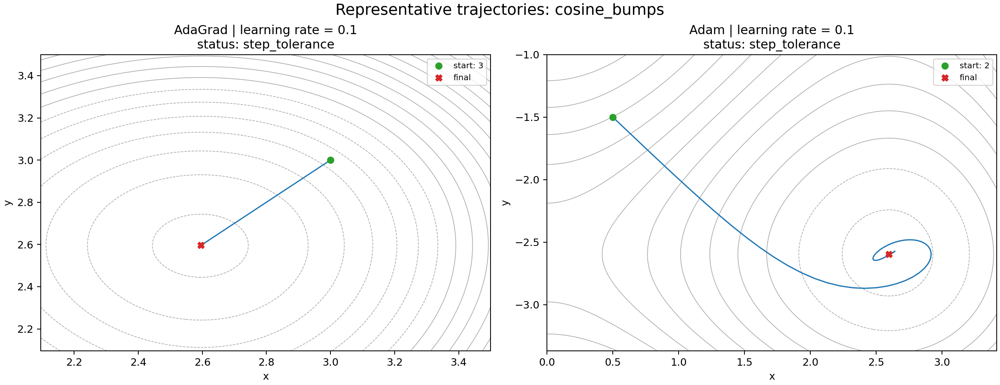 Representative trajectories: cosine_bumps
AdaGrad | learning rate = 0.1
status: step_tolerance
start: 3
final
3.4
3.2
3.0
2.8
2.6
2.4
2.2
y
2.2
2.4
2.6
2.8
3.0
3.2
3.4
x
Adam | learning rate = 0.1
status: step_tolerance
start: 2
final
−1.0
−1.5
−2.0
−2.5
−3.0
y
0.0
0.5
1.0
1.5
2.0
2.5
3.0
x